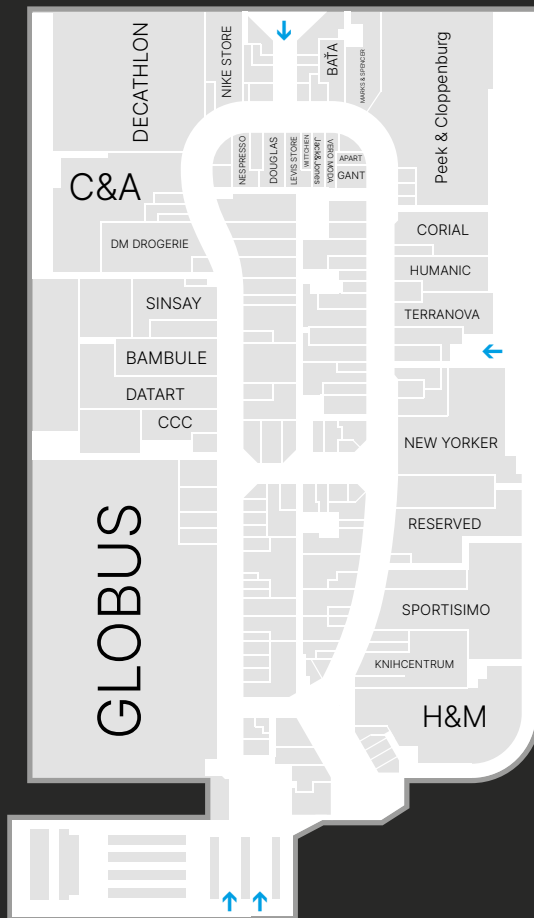 DECATHLON
NIKE STORE
BAŤA
MARKS & SPENCER
Peek & Cloppenburg
NESPRESSO
DOUGLAS
LEVIS STORE
WITTCHEN
Jack&Jones
VERO MODA
APART
GANT
C&A
DM DROGERIE
CORIAL
HUMANIC
SINSAY
TERRANOVA
BAMBULE
DATART
CCC
NEW YORKER
GLOBUS
RESERVED
SPORTISIMO
KNIHCENTRUM
H&M